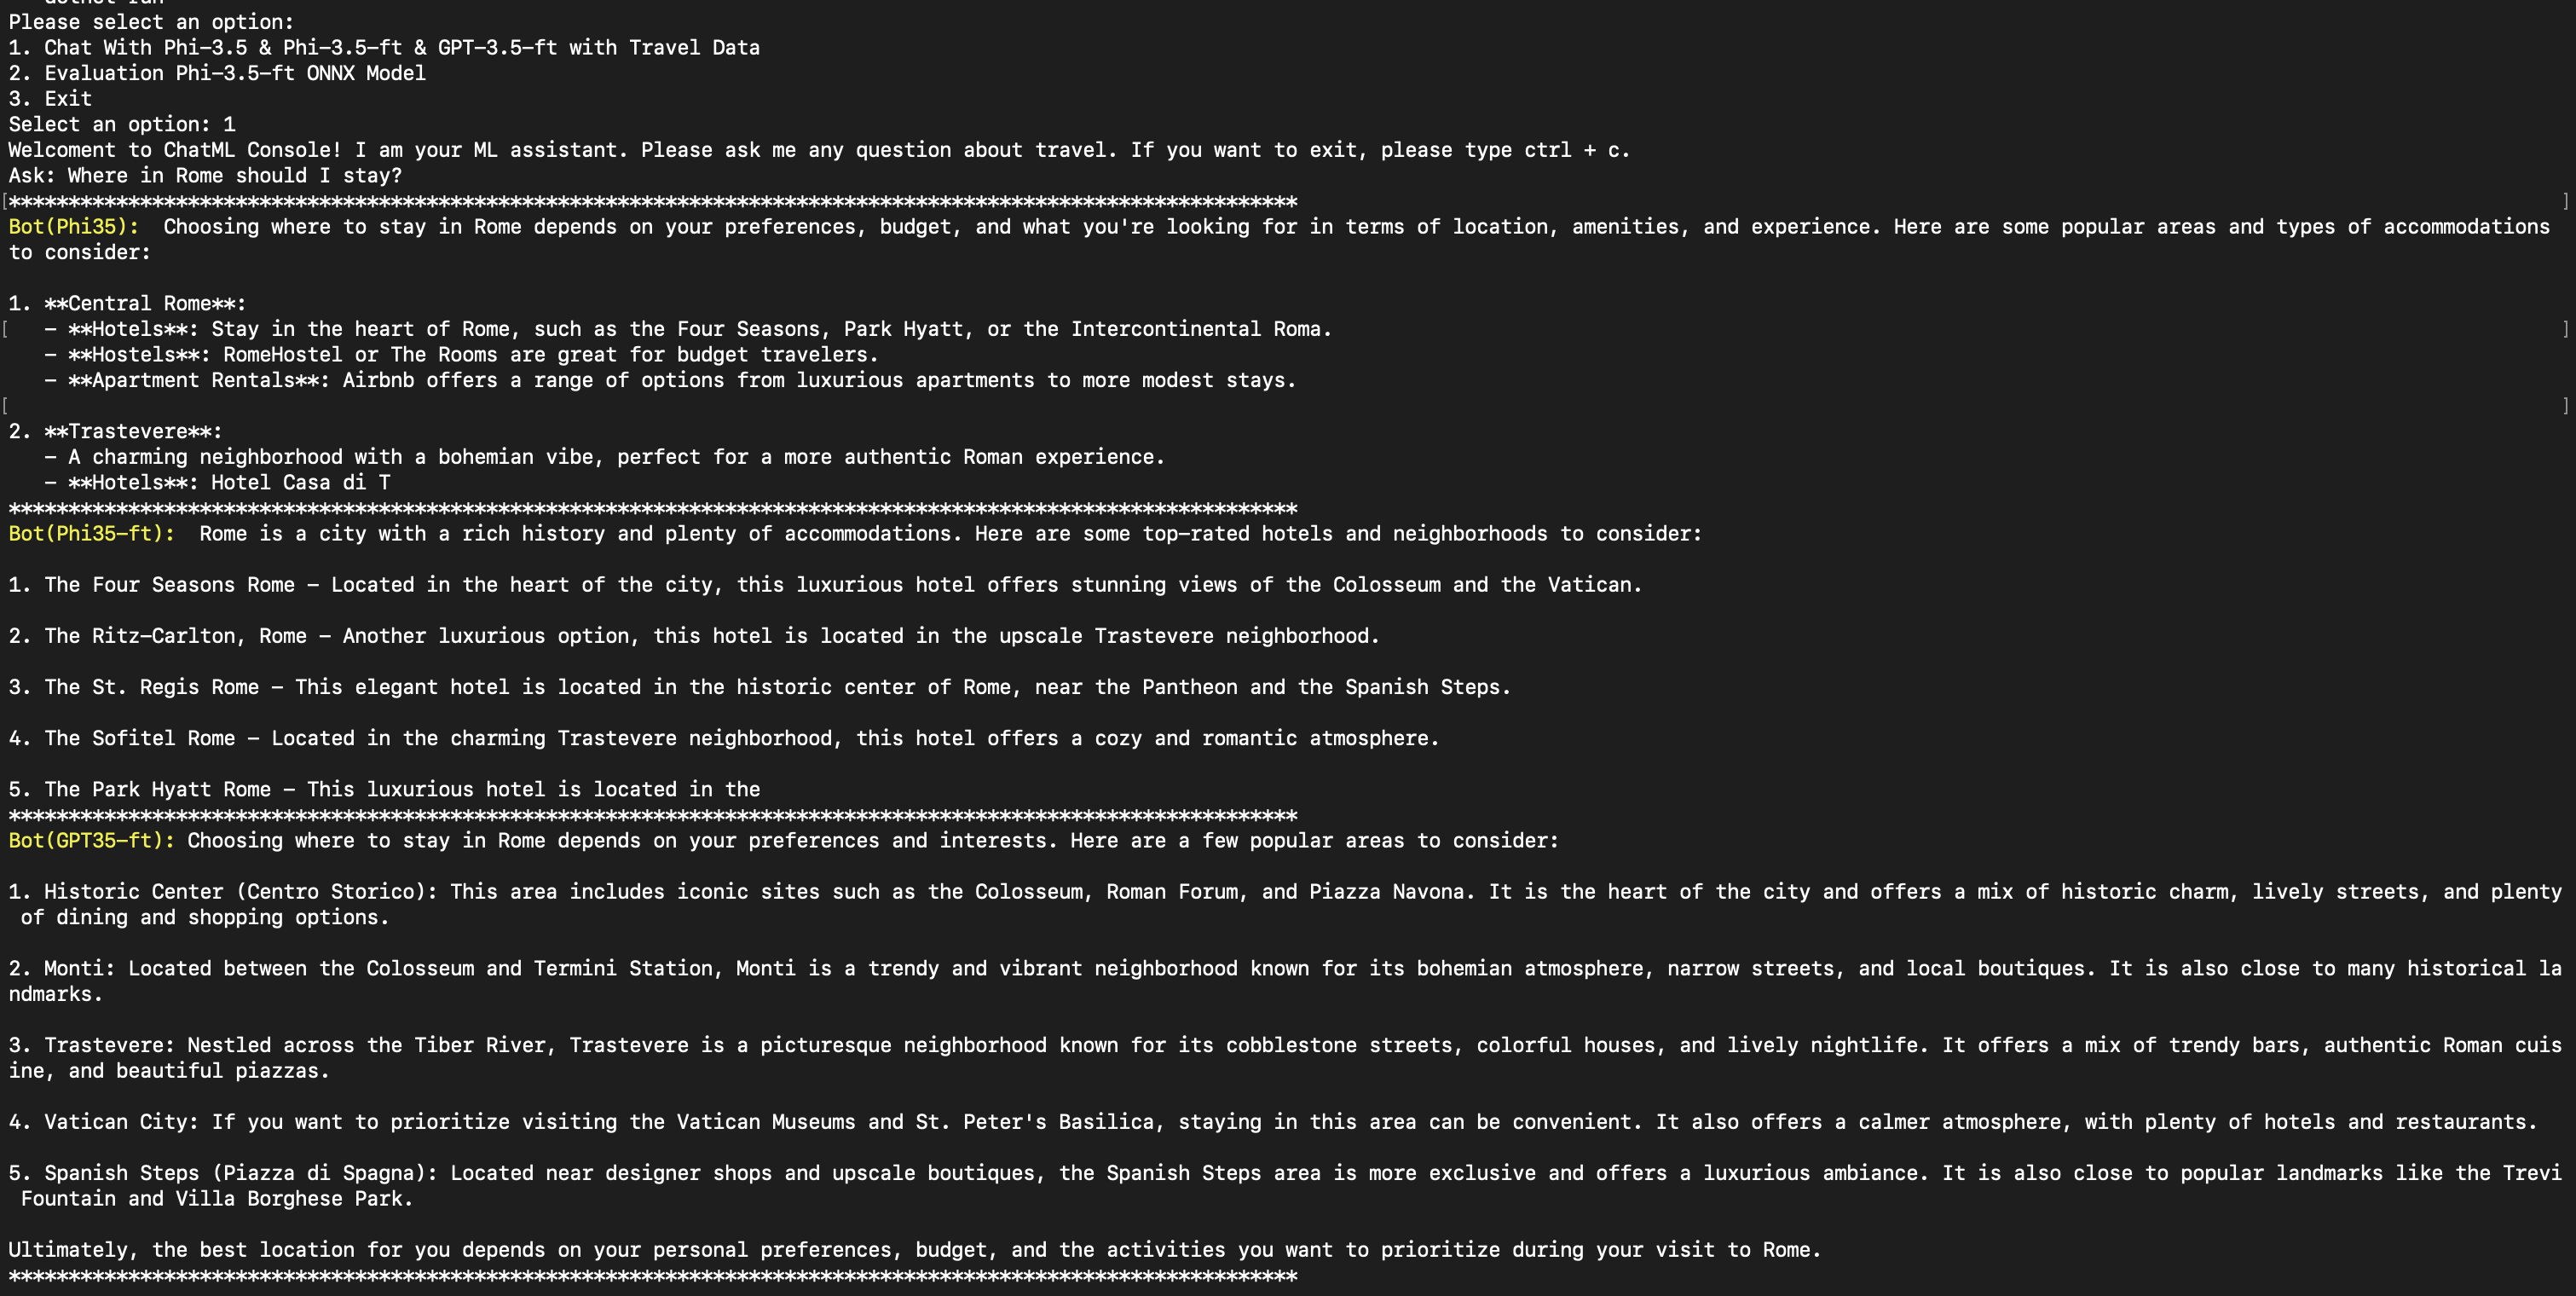 dotnet run
Please select an option:
1. Chat With Phi-3.5 & Phi-3.5-ft & GPT-3.5-ft with Travel Data
2. Evaluation Phi-3.5-ft ONNX Model
3. Exit
Select an option: 1
Welcoment to ChatML Console! I am your ML assistant. Please ask me any question about travel. If you want to exit, please type ctrl + c.
Ask: Where in Rome should I stay?
[************************************************************************************************************ ]
Bot(Phi35):  Choosing where to stay in Rome depends on your preferences, budget, and what you're looking for in terms of location, amenities, and experience. Here are some popular areas and types of accommodations
to consider:
1. **Central Rome**:
[   - **Hotels**: Stay in the heart of Rome, such as the Four Seasons, Park Hyatt, or the Intercontinental Roma. ]
   - **Hostels**: RomeHostel or The Rooms are great for budget travelers.
   - **Apartment Rentals**: Airbnb offers a range of options from luxurious apartments to more modest stays.
[ ]
2. **Trastevere**:
   - A charming neighborhood with a bohemian vibe, perfect for a more authentic Roman experience.
   - **Hotels**: Hotel Casa di T
************************************************************************************************************
Bot(Phi35-ft):  Rome is a city with a rich history and plenty of accommodations. Here are some top-rated hotels and neighborhoods to consider:
1. The Four Seasons Rome - Located in the heart of the city, this luxurious hotel offers stunning views of the Colosseum and the Vatican.
2. The Ritz-Carlton, Rome - Another luxurious option, this hotel is located in the upscale Trastevere neighborhood.
3. The St. Regis Rome - This elegant hotel is located in the historic center of Rome, near the Pantheon and the Spanish Steps.
4. The Sofitel Rome - Located in the charming Trastevere neighborhood, this hotel offers a cozy and romantic atmosphere.
5. The Park Hyatt Rome - This luxurious hotel is located in the
************************************************************************************************************
Bot(GPT35-ft): Choosing where to stay in Rome depends on your preferences and interests. Here are a few popular areas to consider:
1. Historic Center (Centro Storico): This area includes iconic sites such as the Colosseum, Roman Forum, and Piazza Navona. It is the heart of the city and offers a mix of historic charm, lively streets, and plenty
 of dining and shopping options.
2. Monti: Located between the Colosseum and Termini Station, Monti is a trendy and vibrant neighborhood known for its bohemian atmosphere, narrow streets, and local boutiques. It is also close to many historical la
ndmarks.
3. Trastevere: Nestled across the Tiber River, Trastevere is a picturesque neighborhood known for its cobblestone streets, colorful houses, and lively nightlife. It offers a mix of trendy bars, authentic Roman cuis
ine, and beautiful piazzas.
4. Vatican City: If you want to prioritize visiting the Vatican Museums and St. Peter's Basilica, staying in this area can be convenient. It also offers a calmer atmosphere, with plenty of hotels and restaurants.
5. Spanish Steps (Piazza di Spagna): Located near designer shops and upscale boutiques, the Spanish Steps area is more exclusive and offers a luxurious ambiance. It is also close to popular landmarks like the Trevi
 Fountain and Villa Borghese Park.
Ultimately, the best location for you depends on your personal preferences, budget, and the activities you want to prioritize during your visit to Rome.
************************************************************************************************************